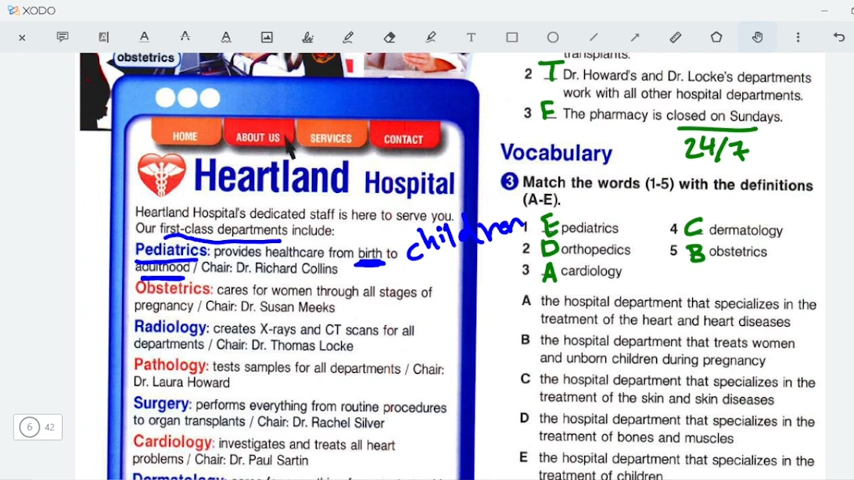 XODO
6 42
obstetrics
HOME ABOUT US SERVICES CONTACT
Heartland Hospital
Heartland Hospital's dedicated staff is here to serve you.
Our first-class departments include:
Pediatrics: provides healthcare from birth to
adulthood / Chair: Dr. Richard Collins
children
Obstetrics: cares for women through all stages of
pregnancy / Chair: Dr. Susan Meeks
Radiology: creates X-rays and CT scans for all
departments / Chair: Dr. Thomas Locke
Pathology: tests samples for all departments / Chair:
Dr. Laura Howard
Surgery: performs everything from routine procedures
to organ transplants / Chair: Dr. Rachel Silver
Cardiology: investigates and treats all heart
problems / Chair: Dr. Paul Sartin
transplants.
2 T Dr. Howard's and Dr. Locke's departments
work with all other hospital departments.
3 F The pharmacy is closed on Sundays.
24/7
Vocabulary
3 Match the words (1-5) with the definitions
(A-E).
1 E pediatrics 4 C dermatology
2 D orthopedics 5 B obstetrics
3 A cardiology
A the hospital department that specializes in the
treatment of the heart and heart diseases
B the hospital department that treats women
and unborn children during pregnancy
C the hospital department that specializes in the
treatment of the skin and skin diseases
D the hospital department that specializes in the
treatment of bones and muscles
E the hospital department that specializes in the
treatment of children